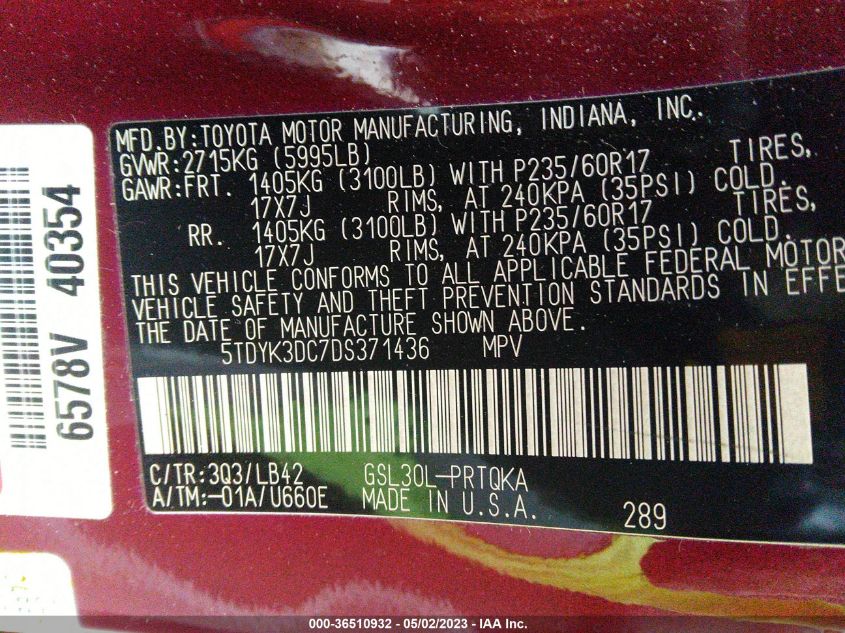 MFD.BY:TOYOTA MOTOR MANUFACTURING, INDIANA, INC.
GVWR:2715KG (5995LB)
GAWR:FRT. 1405KG (3100LB) WITH P235/60R17 TIRES,
17X7J RIMS, AT 240KPA (35PSI) COLD.
RR. 1405KG (3100LB) WITH P235/60R17 TIRES,
17X7J RIMS, AT 240KPA (35PSI) COLD.
THIS VEHICLE CONFORMS TO ALL APPLICABLE FEDERAL MOTOR
VEHICLE SAFETY AND THEFT PREVENTION STANDARDS IN EFFE
THE DATE OF MANUFACTURE SHOWN ABOVE.
5TDYK3DC7DS371436 MPV
C/TR:3Q3/LB42 GSL30L-PRTQKA
A/TM:-01A/U660E MADE IN U.S.A.
289
6578V 40354
000-36510932 - 05/02/2023 - IAA Inc.